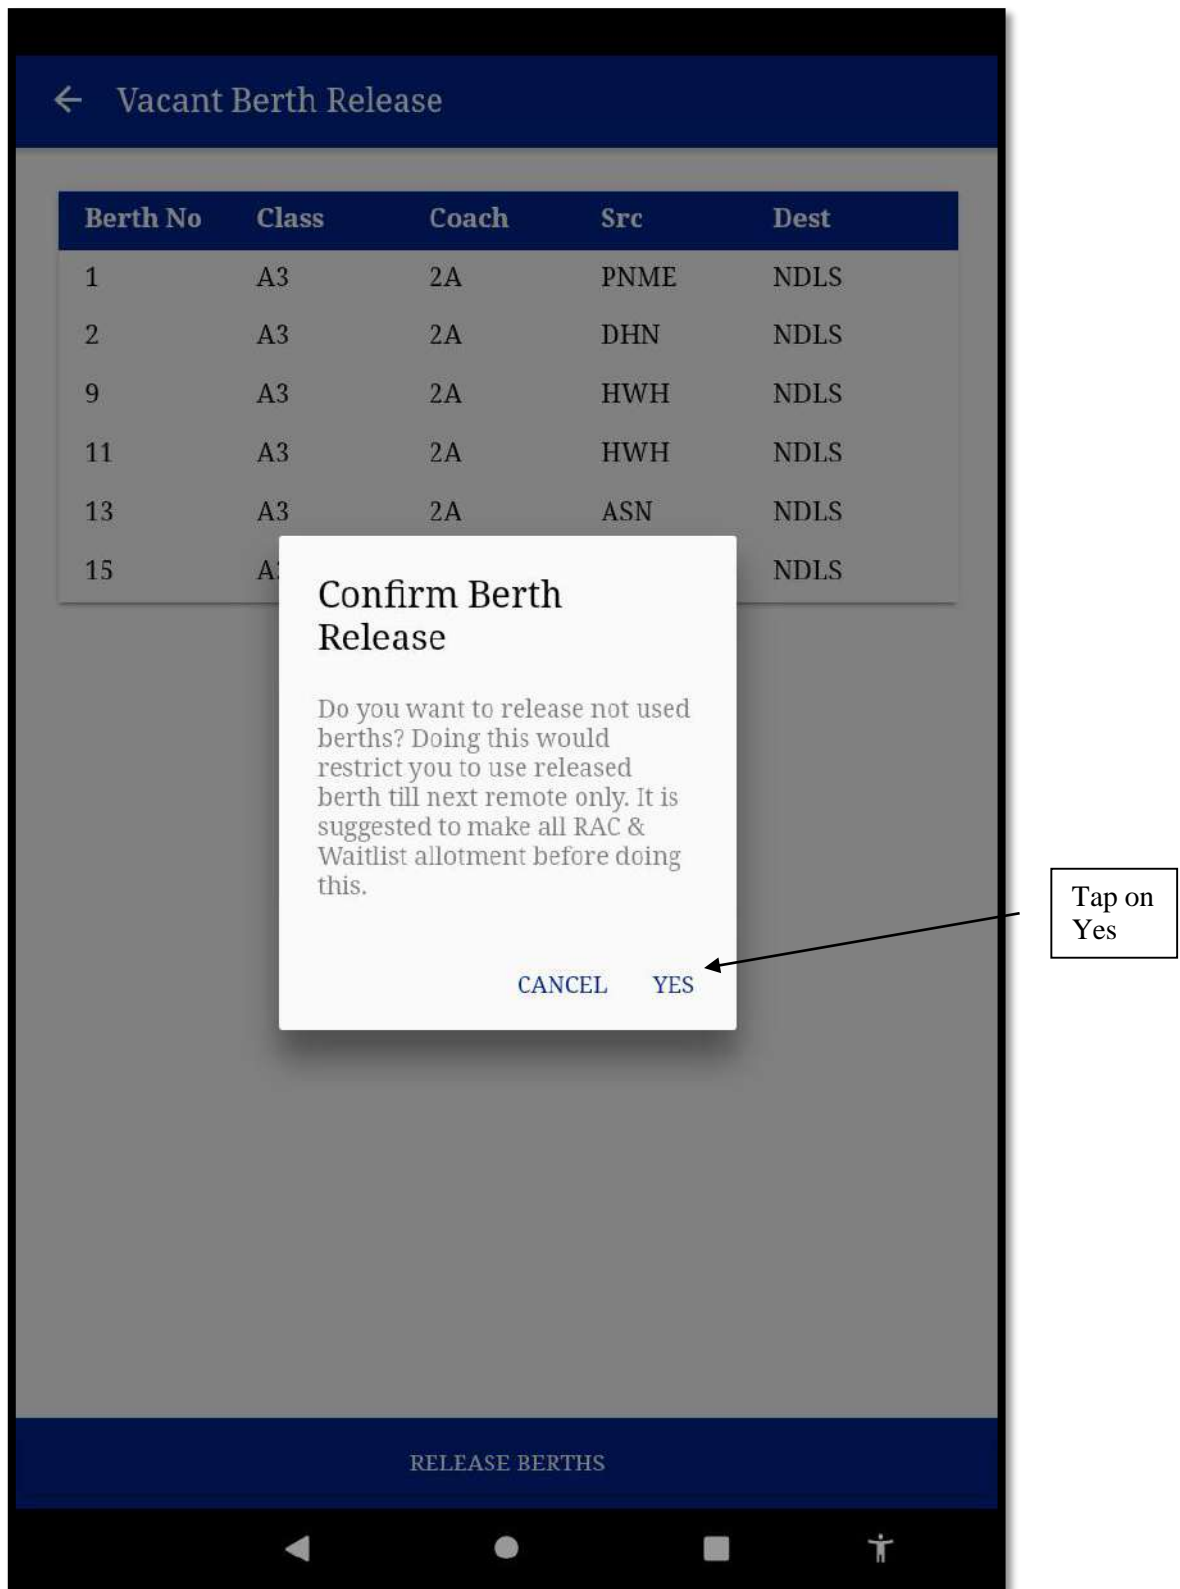 Vacant Berth Release
Berth No Class Coach Src Dest
1 A3 2A PNME NDLS
2 A3 2A DHN NDLS
9 A3 2A HWH NDLS
11 A3 2A HWH NDLS
13 A3 2A ASN NDLS
15 NDLS
Confirm Berth
Release
Do you want to release not used
berths? Doing this would
restrict you to use released
berth till next remote only. It is
suggested to make all RAC &
Waitlist allotment before doing
this.
CANCEL YES
Tap on
Yes
RELEASE BERTHS